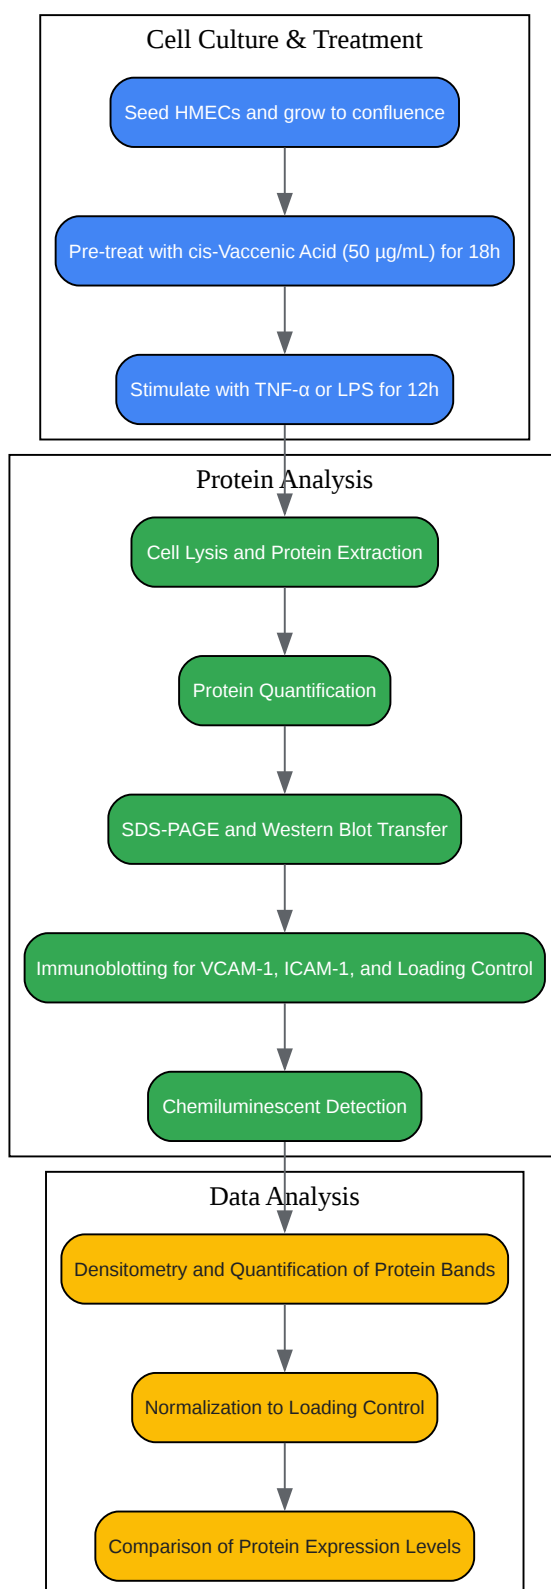 Cell Culture & Treatment
Seed HMECs and grow to confluence
Pre-treat with cis-Vaccenic Acid (50 µg/mL) for 18h
Stimulate with TNF-α or LPS for 12h
Protein Analysis
Cell Lysis and Protein Extraction
Protein Quantification
SDS-PAGE and Western Blot Transfer
Immunoblotting for VCAM-1, ICAM-1, and Loading Control
Chemiluminescent Detection
Data Analysis
Densitometry and Quantification of Protein Bands
Normalization to Loading Control
Comparison of Protein Expression Levels